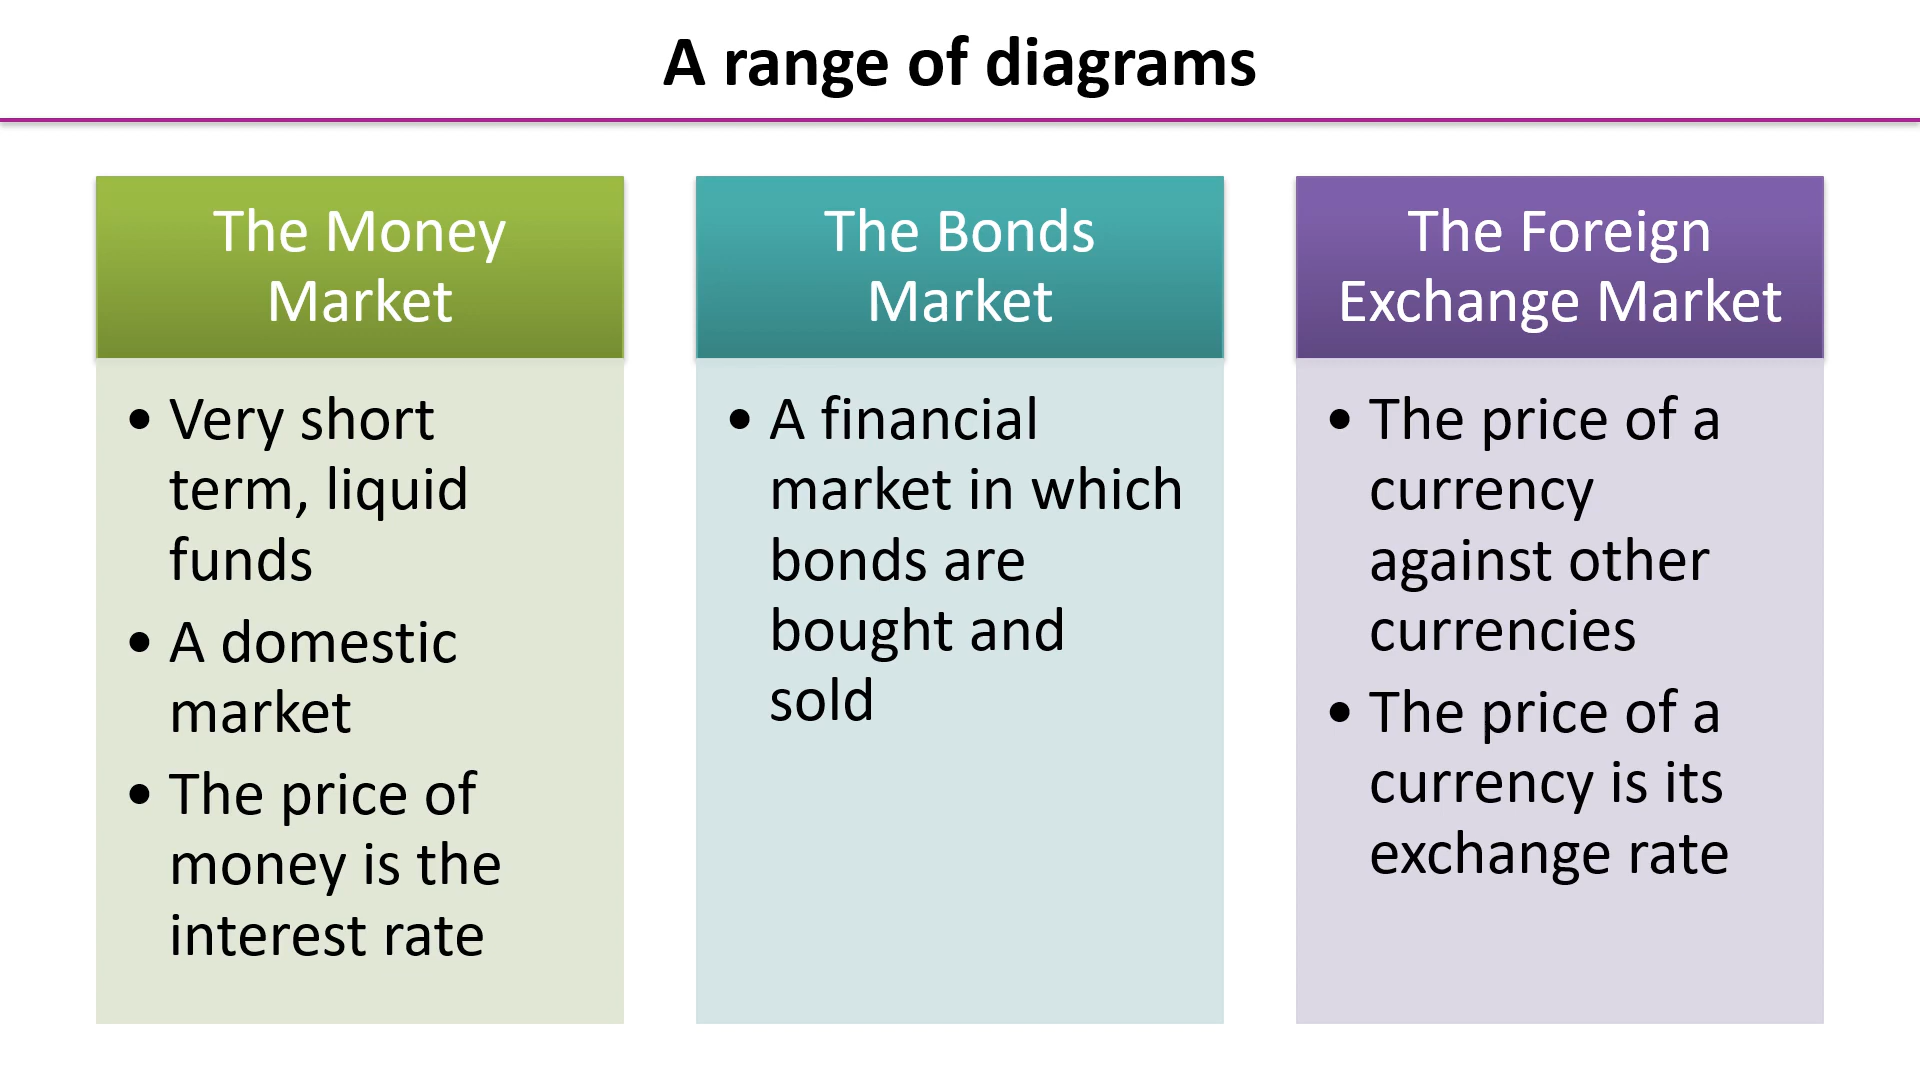 A range of diagrams
The Money
Market
• Very short
term, liquid
funds
• A domestic
market
• The price of
money is the
interest rate
The Bonds
Market
• A financial
market in which
bonds are
bought and
sold
The Foreign
Exchange Market
• The price of a
currency
against other
currencies
• The price of a
currency is its
exchange rate